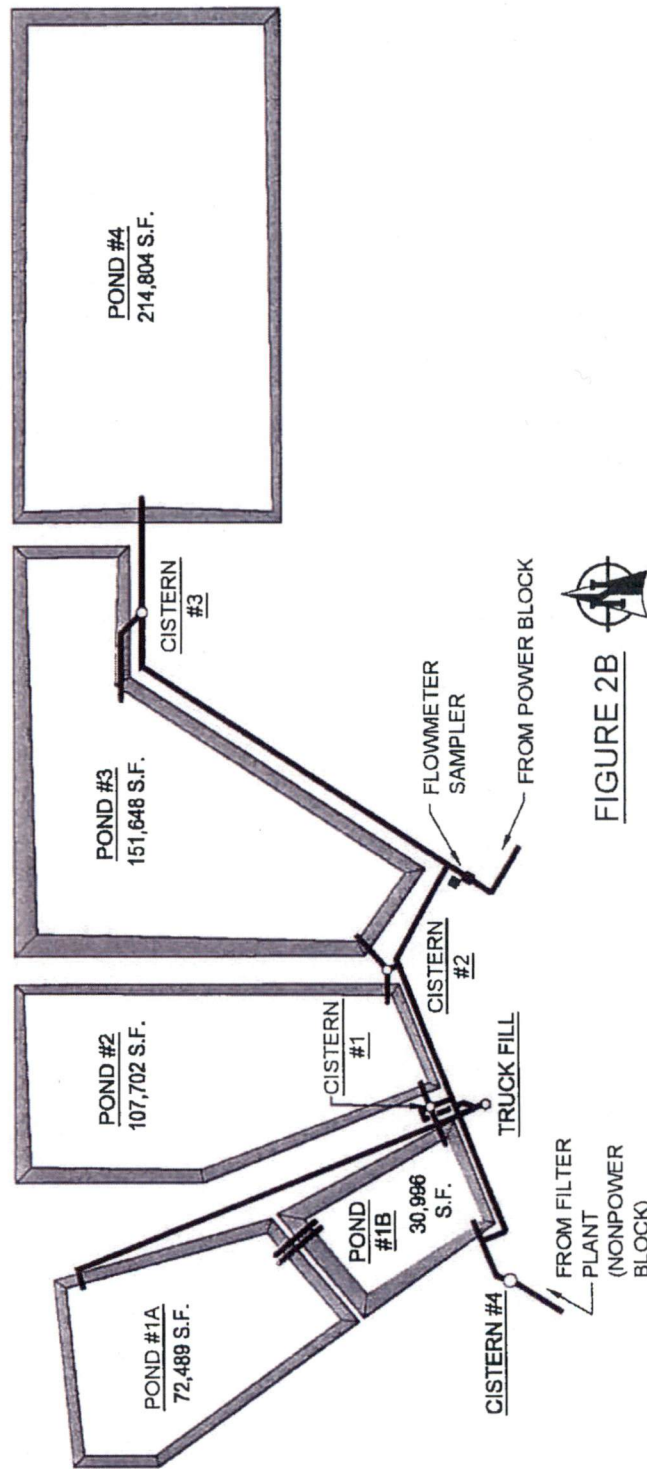 POND #1A
72,489 S.F.
POND
#1B
30,996
S.F.
POND #2
107,702 S.F.
POND #3
151,648 S.F.
POND #4
214,804 S.F.
CISTERN
#1
CISTERN
#2
CISTERN
#3
CISTERN #4
TRUCK FILL
FROM FILTER
PLANT
(NONPOWER
BLOCK)
FLOWMETER
SAMPLER
FROM POWER BLOCK
FIGURE 2B
N